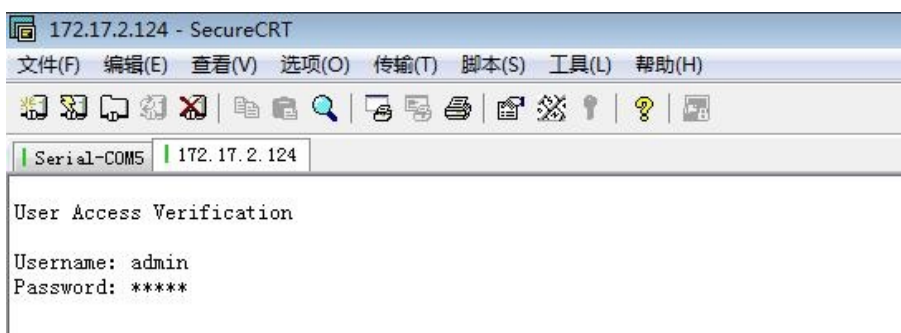 172.17.2.124 - SecureCRT
文件(F) 编辑(E) 查看(V) 选项(O) 传输(T) 脚本(S) 工具(L) 帮助(H)
Serial-COM5 172.17.2.124
User Access Verification
Username: admin
Password: *****